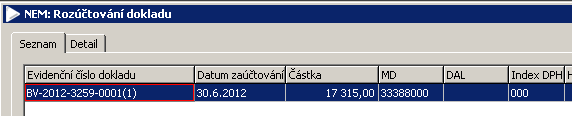 NEM: Rozúčtování dokladu
Seznam Detail
Evidenční číslo dokladu Datum zaúčtování Částka MD DAL Index DPH
BV-2012-3259-0001(1) 30.6.2012 17 315,00 33388000 000